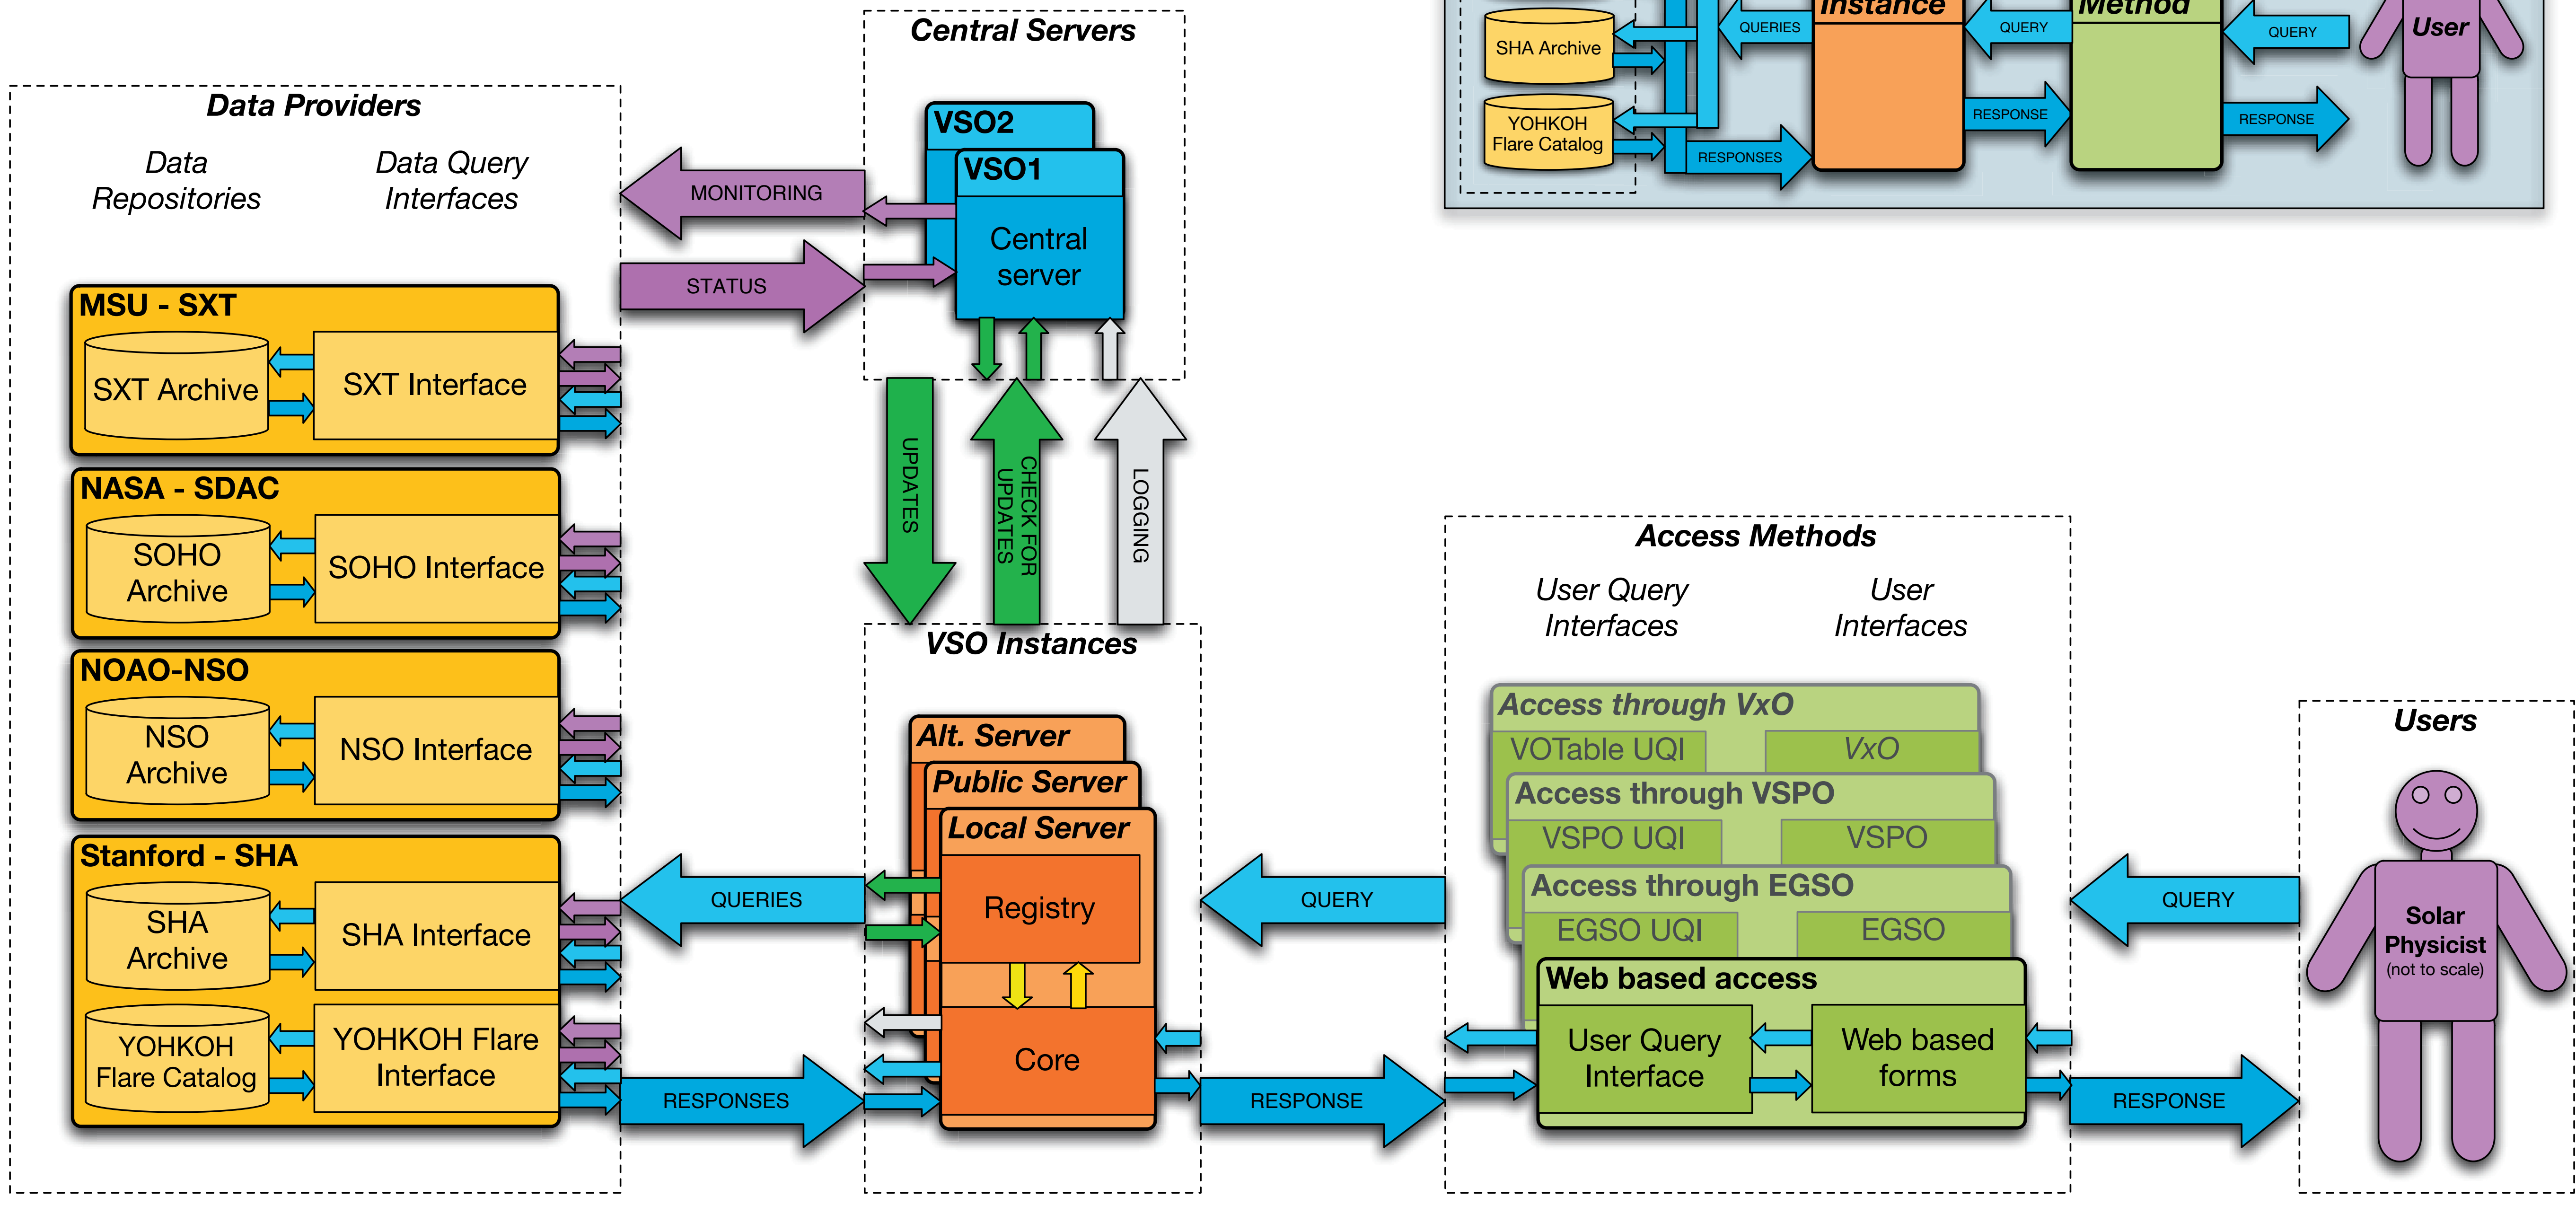 Central Servers
VSO2
VSO1
Central
server
Instance
Method
User
SHA Archive
YOHKOH
Flare Catalog
QUERIES
QUERY
QUERY
RESPONSES
RESPONSE
RESPONSE
Data Providers
Data
Repositories
Data Query
Interfaces
MONITORING
STATUS
MSU - SXT
SXT Archive
SXT Interface
NASA - SDAC
SOHO
Archive
SOHO Interface
NOAO-NSO
NSO
Archive
NSO Interface
Stanford - SHA
SHA
Archive
SHA Interface
YOHKOH
Flare Catalog
YOHKOH Flare
Interface
UPDATES
CHECK FOR
UPDATES
LOGGING
VSO Instances
Alt. Server
Public Server
Local Server
Registry
Core
QUERIES
RESPONSES
QUERY
RESPONSE
Access Methods
User Query
Interfaces
User
Interfaces
Access through VxO
VOTable UQI
VxO
Access through VSPO
VSPO UQI
VSPO
Access through EGSO
EGSO UQI
EGSO
Web based access
User Query
Interface
Web based
forms
QUERY
RESPONSE
Users
Solar
Physicist
(not to scale)